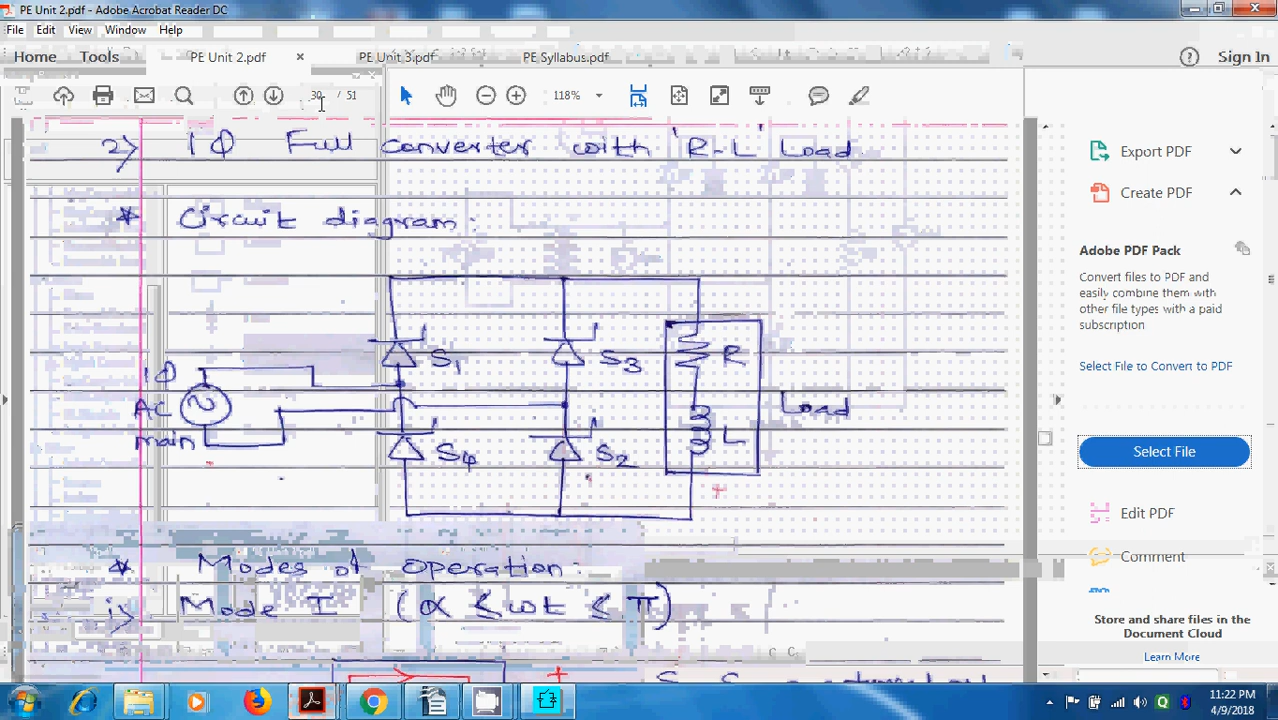 PE Unit 2.pdf - Adobe Acrobat Reader DC
File Edit View Window Help
Home Tools PE Unit 2.pdf × PE Unit 3.pdf PE Syllabus.pdf Sign In
30 / 51 118%
2) 1Φ Full converter with 'R-L' Load
* Circuit diagram:
S1 S3 R
1Φ
AC
main
Load
S4 S2 L
* Modes of operation:
i) Mode I (α ≤ ωt ≤ π)
Export PDF
Create PDF
Adobe PDF Pack
Convert files to PDF and
easily combine them with
other file types with a paid
subscription
Select File to Convert to PDF
Select File
Edit PDF
Comment
Store and share files in the
Document Cloud
Learn More
11:22 PM
4/9/2018